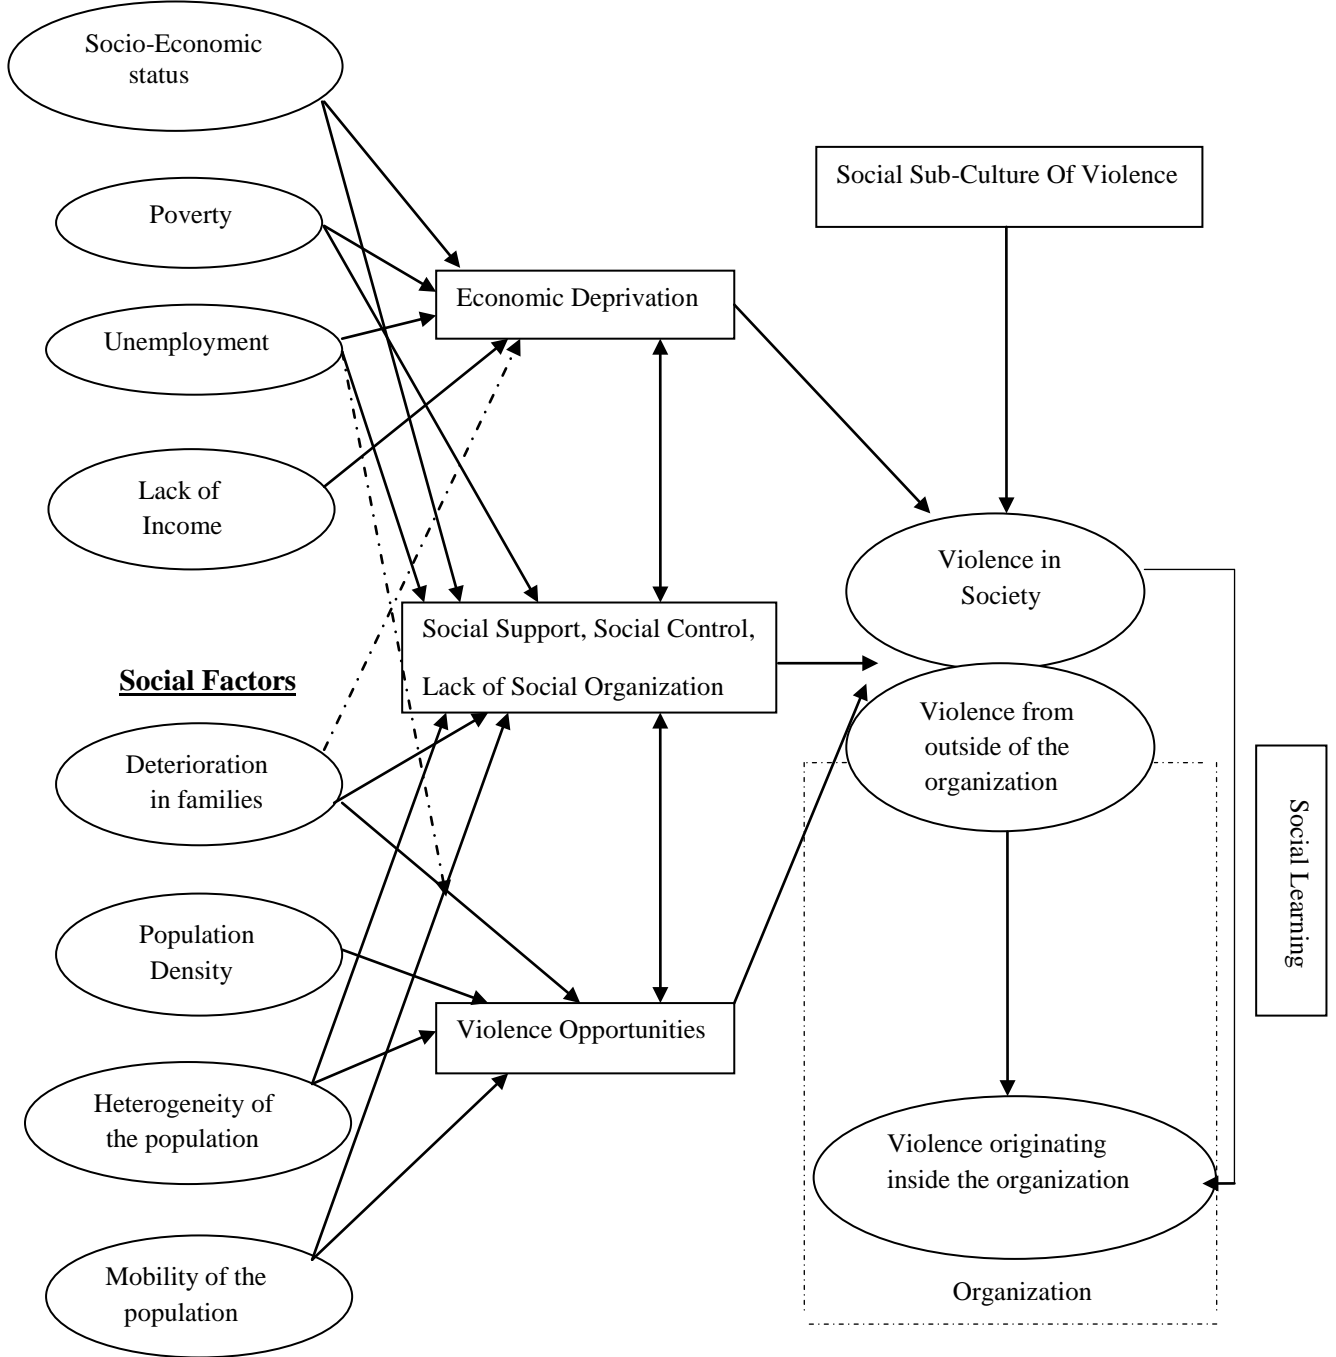 Socio-Economic
status
Poverty
Unemployment
Lack of
Income
Social Factors
Deterioration
in families
Population
Density
Heterogeneity of
the population
Mobility of the
population
Economic Deprivation
Social Support, Social Control,
Lack of Social Organization
Violence Opportunities
Social Sub-Culture Of Violence
Violence in
Society
Violence from
outside of the
organization
Violence originating
inside the organization
Organization
Social Learning